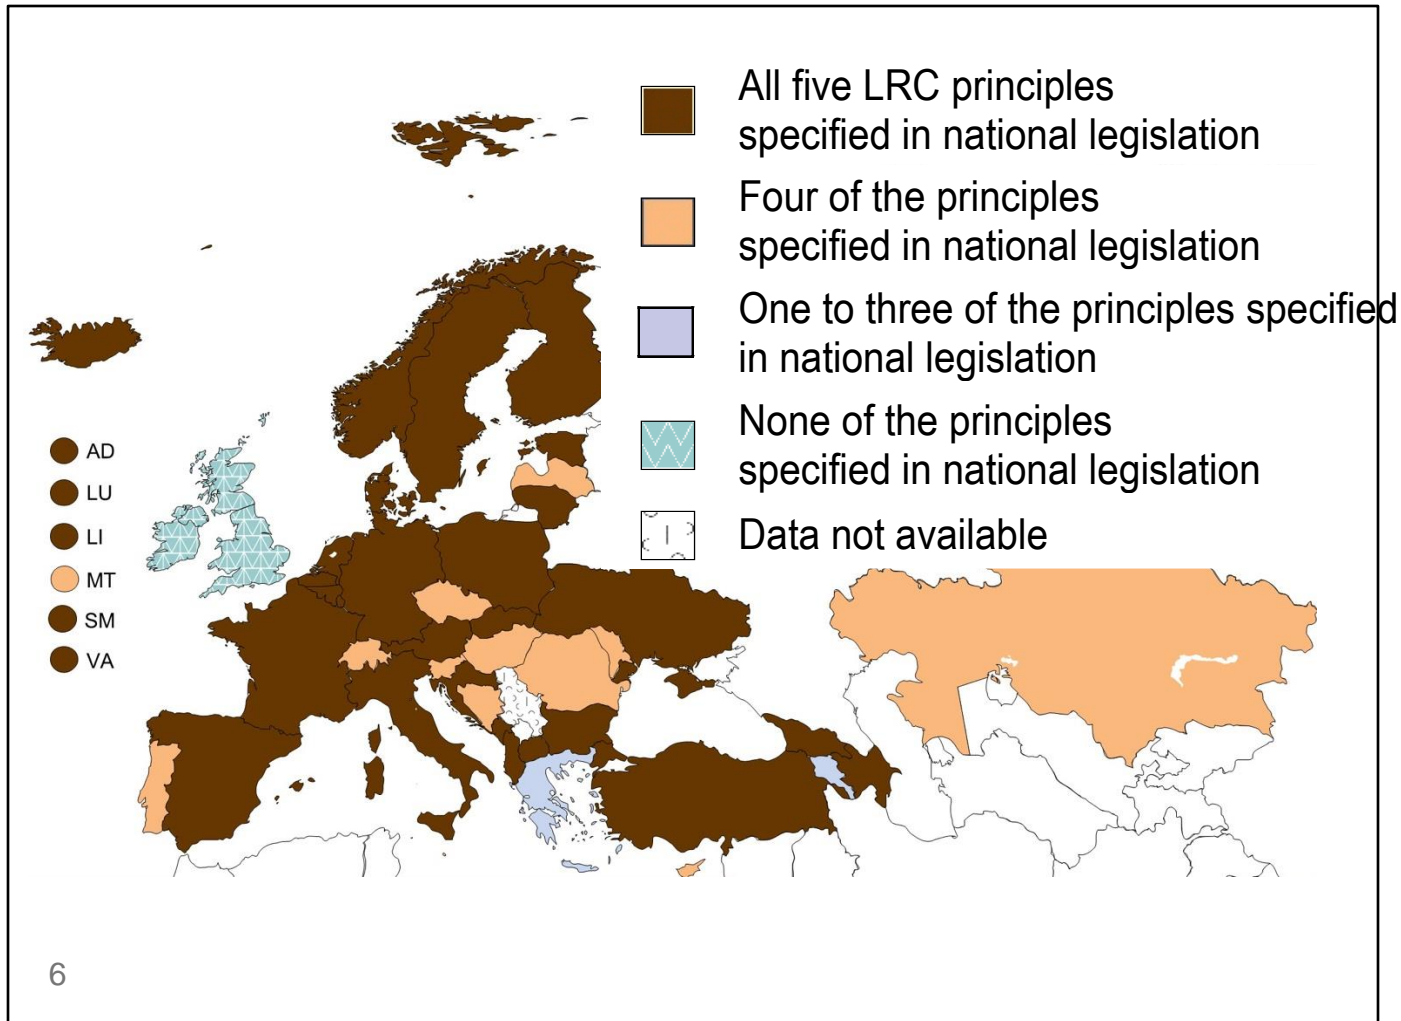 All five LRC principles
specified in national legislation
Four of the principles
specified in national legislation
One to three of the principles specified
in national legislation
None of the principles
specified in national legislation
Data not available
AD
LU
LI
MT
SM
VA
6